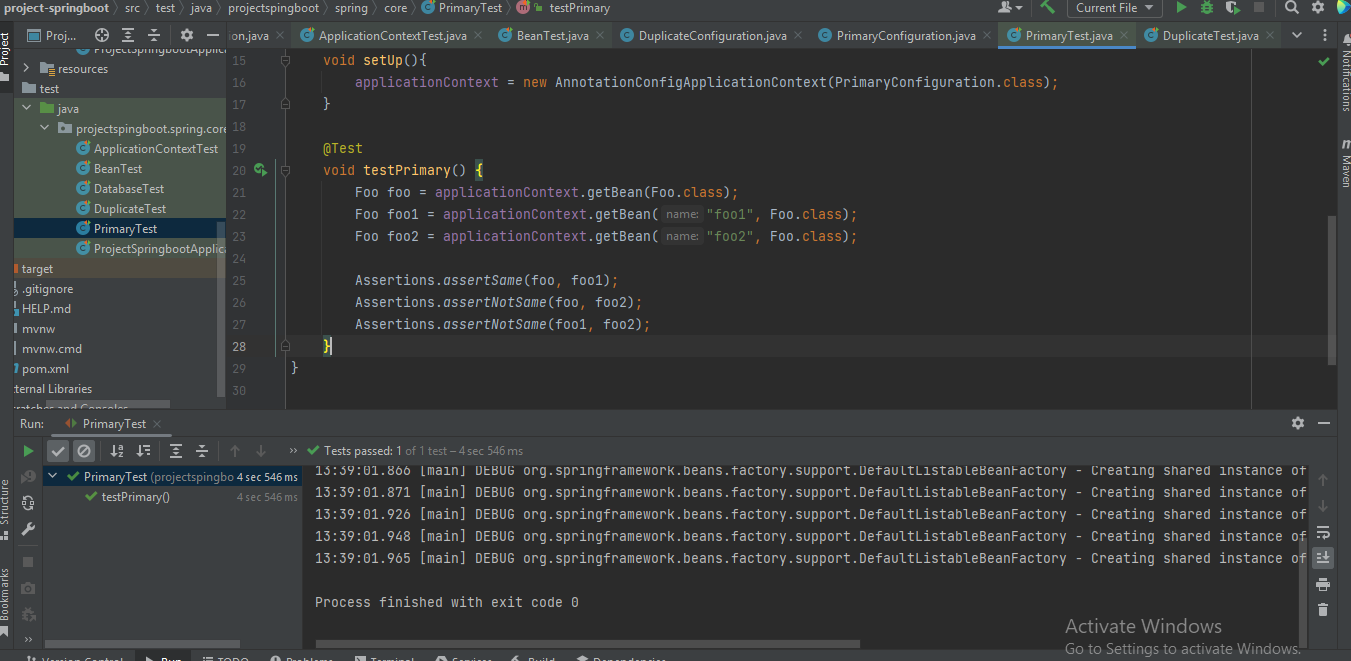 project-springboot src test java projectspingboot spring core PrimaryTest testPrimary
Current File
Project
Proj...
on.java
ApplicationContextTest.java
BeanTest.java
DuplicateConfiguration.java
PrimaryConfiguration.java
PrimaryTest.java
DuplicateTest.java
Notifications
Maven
ProjectSpringbootApplica
resources
test
java
projectspingboot.spring.core
ApplicationContextTest
BeanTest
DatabaseTest
DuplicateTest
PrimaryTest
ProjectSpringbootApplica
target
.gitignore
HELP.md
mvnw
mvnw.cmd
pom.xml
ternal Libraries
ratches and Consoles
15 void setUp(){
16 applicationContext = new AnnotationConfigApplicationContext(PrimaryConfiguration.class);
17 }
18
19 @Test
20 void testPrimary() {
21 Foo foo = applicationContext.getBean(Foo.class);
22 Foo foo1 = applicationContext.getBean( name: "foo1", Foo.class);
23 Foo foo2 = applicationContext.getBean( name: "foo2", Foo.class);
24
25 Assertions.assertSame(foo, foo1);
26 Assertions.assertNotSame(foo, foo2);
27 Assertions.assertNotSame(foo1, foo2);
28 }
29 }
30
Run: PrimaryTest
Tests passed: 1 of 1 test – 4 sec 546 ms
PrimaryTest (projectspingbo 4 sec 546 ms
testPrimary() 4 sec 546 ms
13:39:01.866 [main] DEBUG org.springframework.beans.factory.support.DefaultListableBeanFactory - Creating shared instance of
13:39:01.871 [main] DEBUG org.springframework.beans.factory.support.DefaultListableBeanFactory - Creating shared instance of
13:39:01.926 [main] DEBUG org.springframework.beans.factory.support.DefaultListableBeanFactory - Creating shared instance of
13:39:01.948 [main] DEBUG org.springframework.beans.factory.support.DefaultListableBeanFactory - Creating shared instance of
13:39:01.965 [main] DEBUG org.springframework.beans.factory.support.DefaultListableBeanFactory - Creating shared instance of
Process finished with exit code 0
Structure
Bookmarks
Activate Windows
Go to Settings to activate Windows.
Version Control Run TODO Problems Terminal Services Build Dependencies